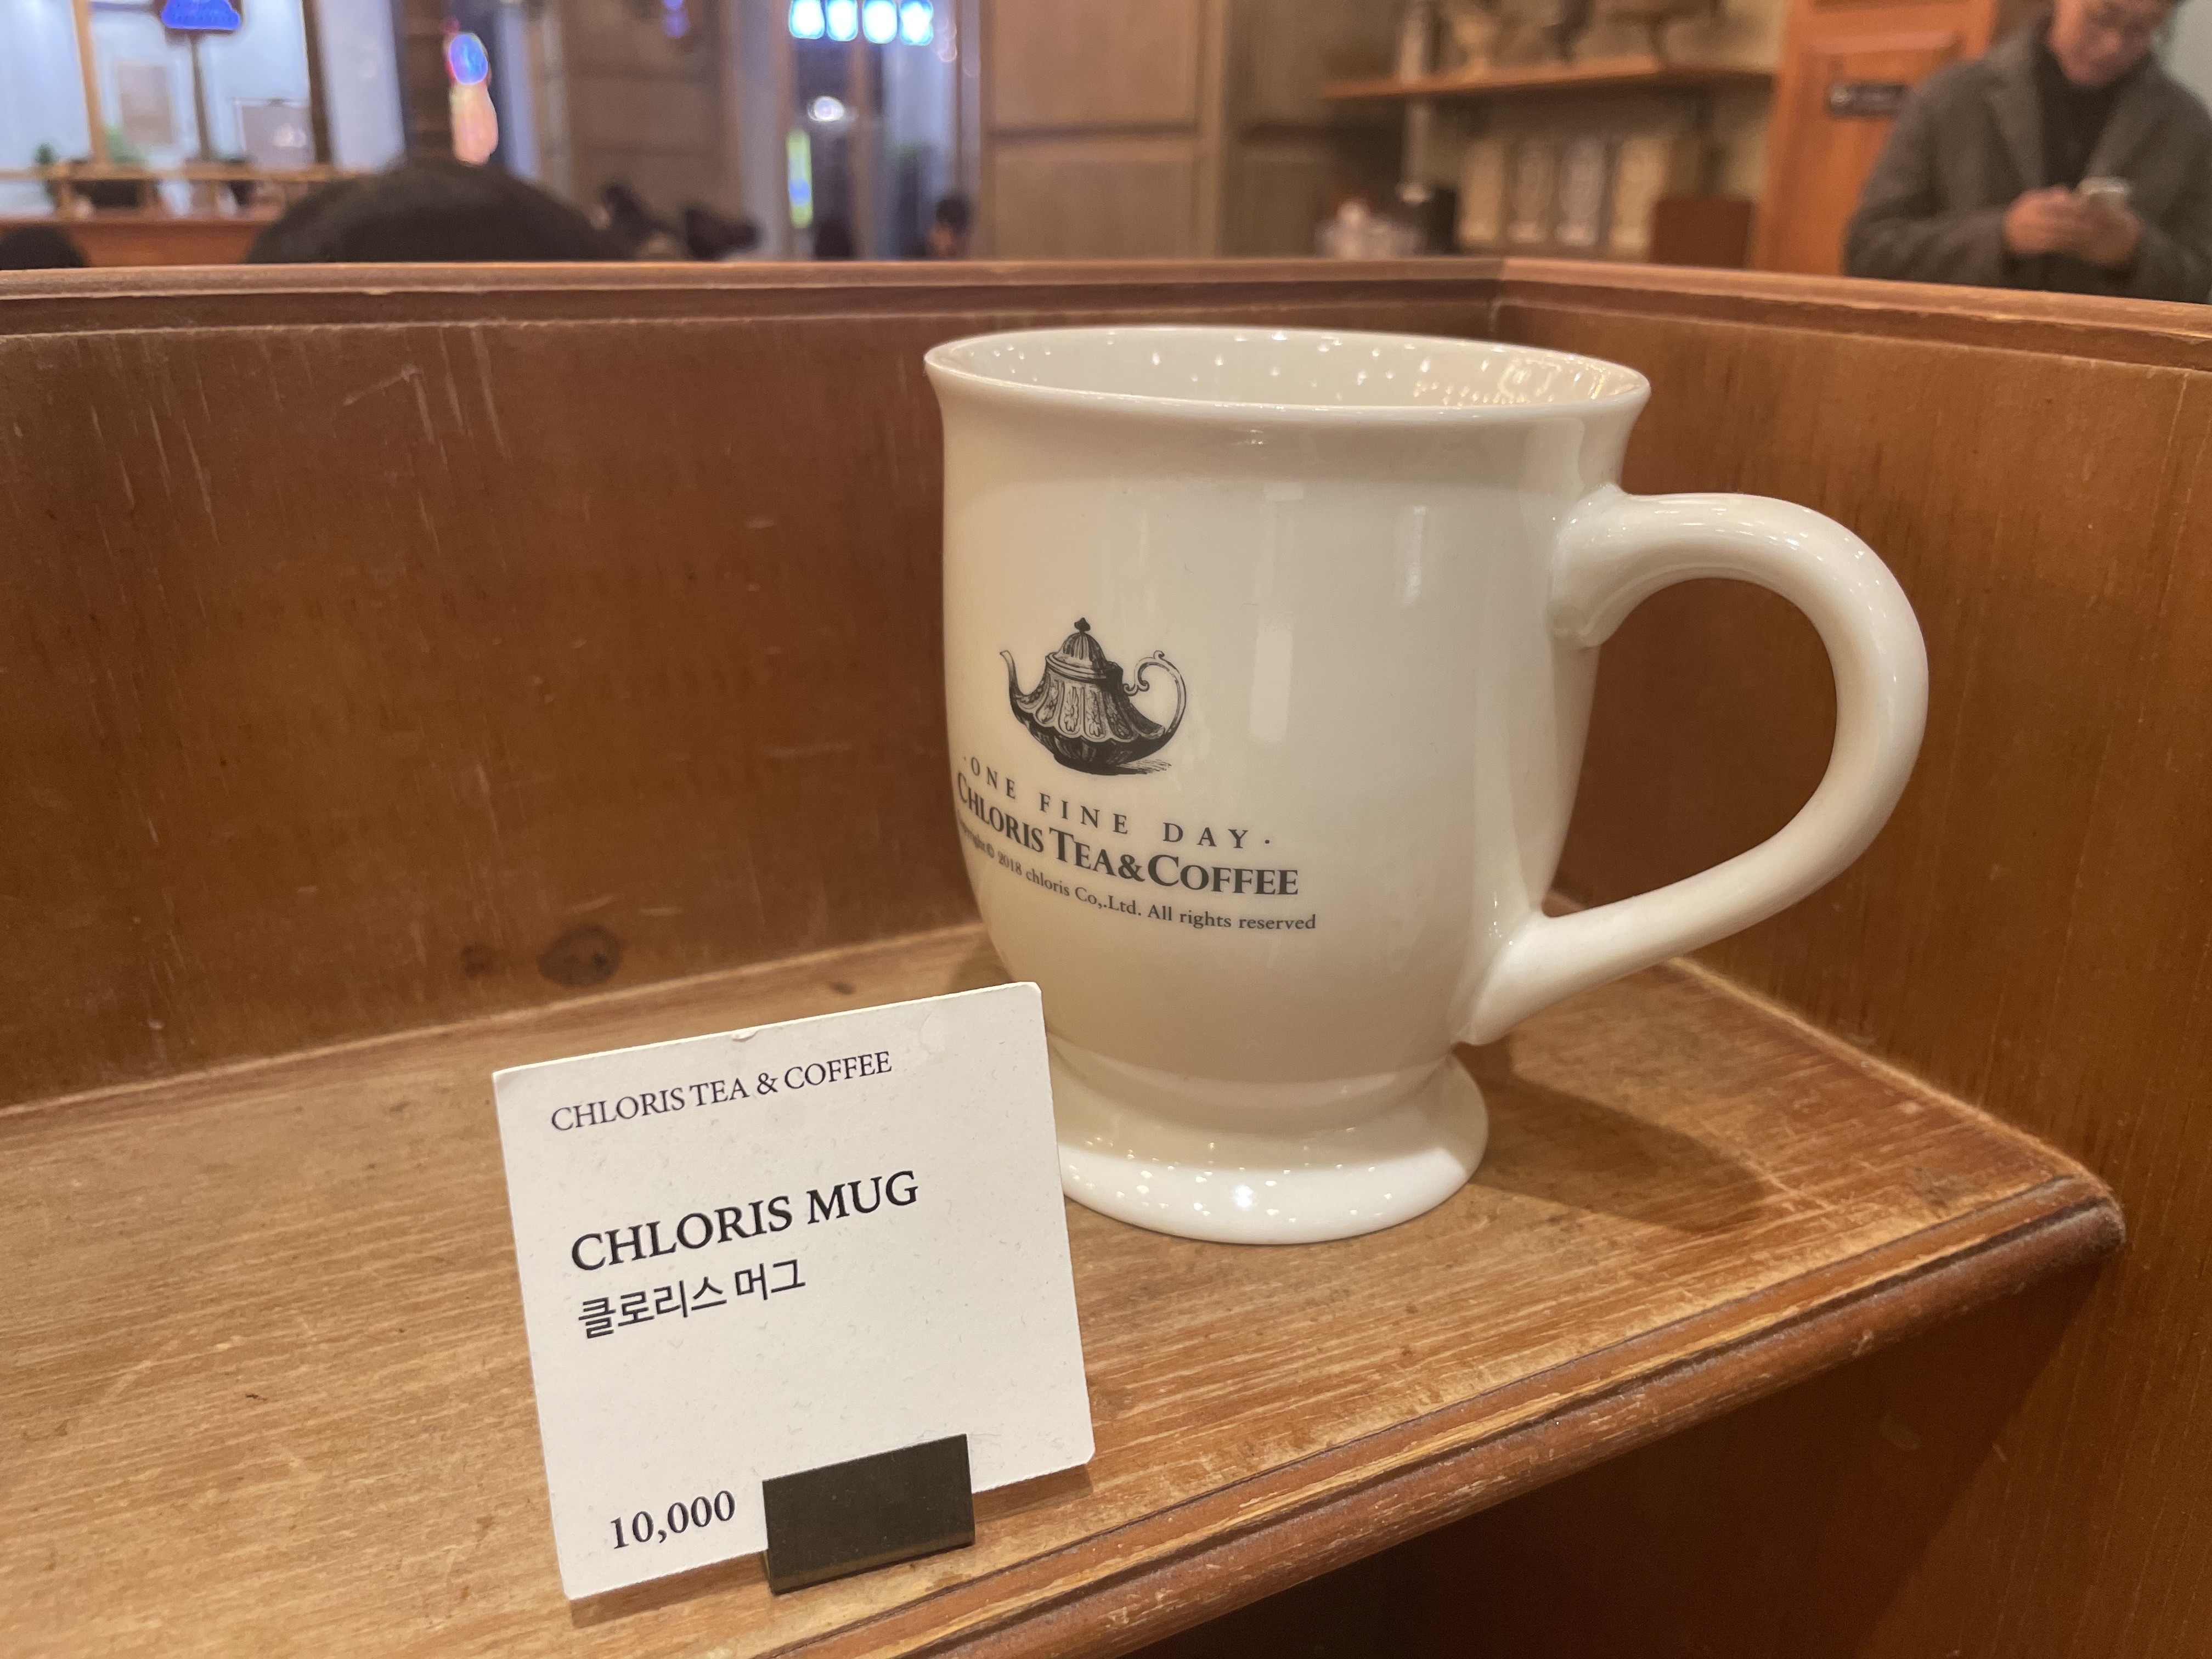 ·ONE FINE DAY·
CHLORIS TEA&COFFEE
© 2018 chloris Co,.Ltd. All rights reserved
CHLORIS TEA & COFFEE
CHLORIS MUG
클로리스 머그
10,000